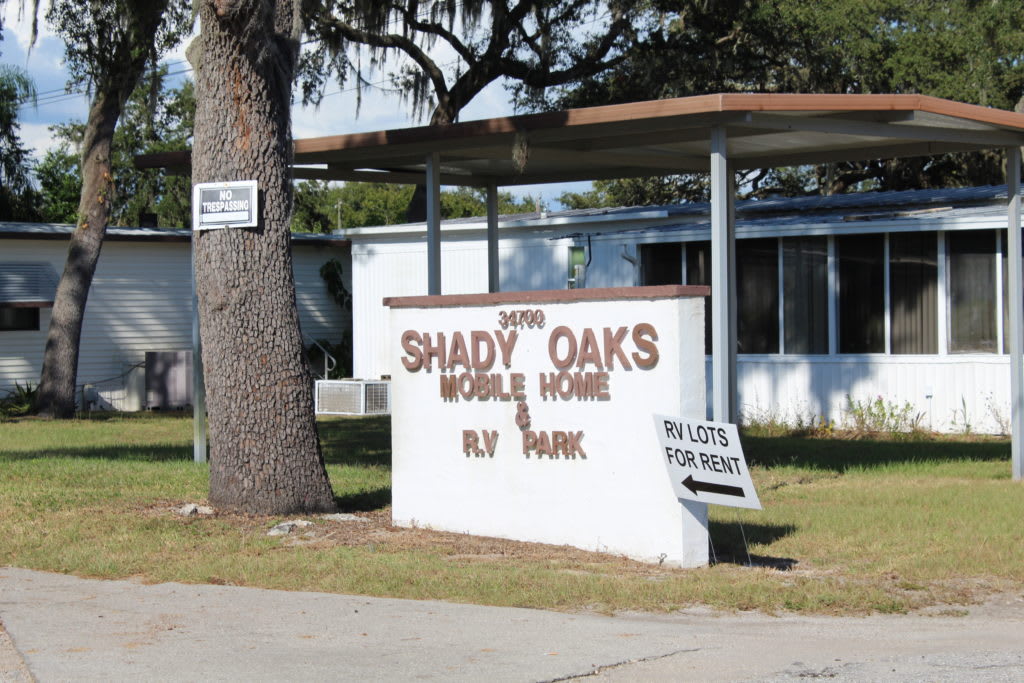 NO
TRESPASSING
34700
SHADY OAKS
MOBILE HOME
&
R.V PARK
RV LOTS
FOR RENT